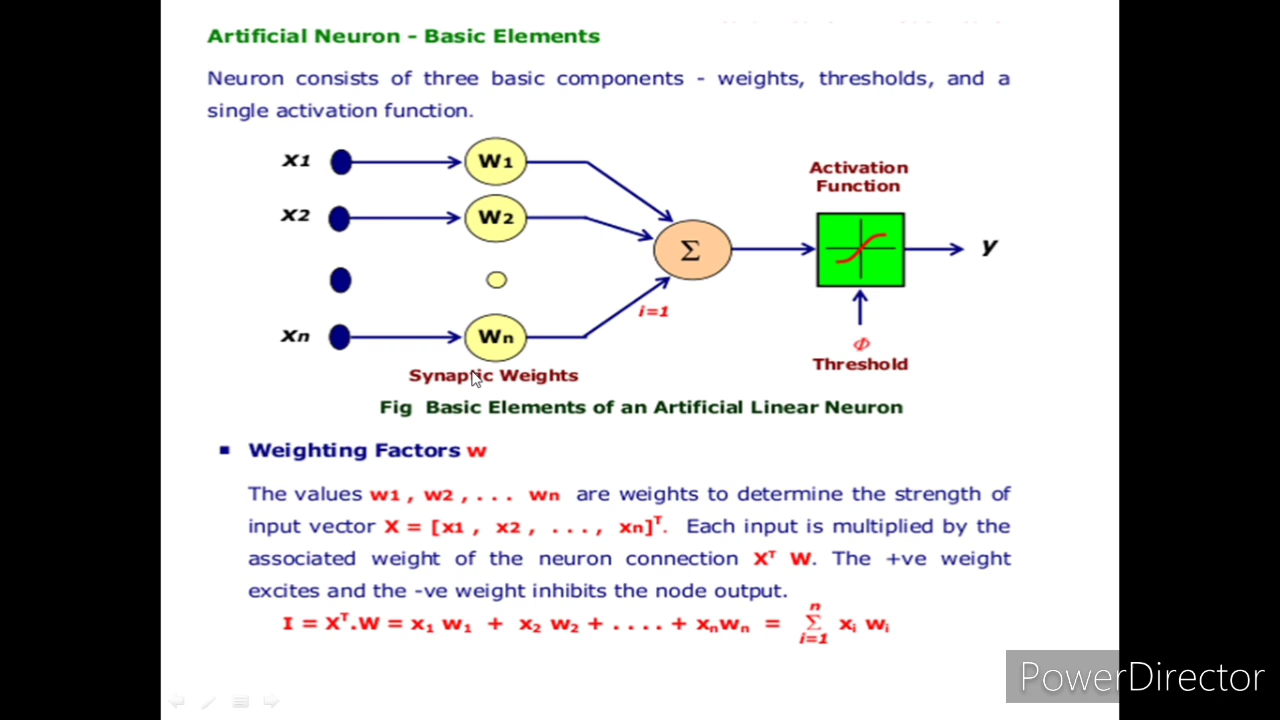 Artificial Neuron - Basic Elements
Neuron consists of three basic components - weights, thresholds, and a
single activation function.
X1
W1
Activation
Function
X2
W2
Σ
y
i=1
Xn
Wn
Φ
Threshold
Synaptic Weights
Fig Basic Elements of an Artificial Linear Neuron
▪ Weighting Factors w
The values w1 , w2 , . . . wn are weights to determine the strength of
input vector X = [x1 , x2 , . . . , xn]ᵀ. Each input is multiplied by the
associated weight of the neuron connection Xᵀ W. The +ve weight
excites and the -ve weight inhibits the node output.
I = Xᵀ.W = x₁ w₁ + x₂ w₂ + . . . . + xₙwₙ = Σⁿᵢ₌₁ xᵢ wᵢ
PowerDirector